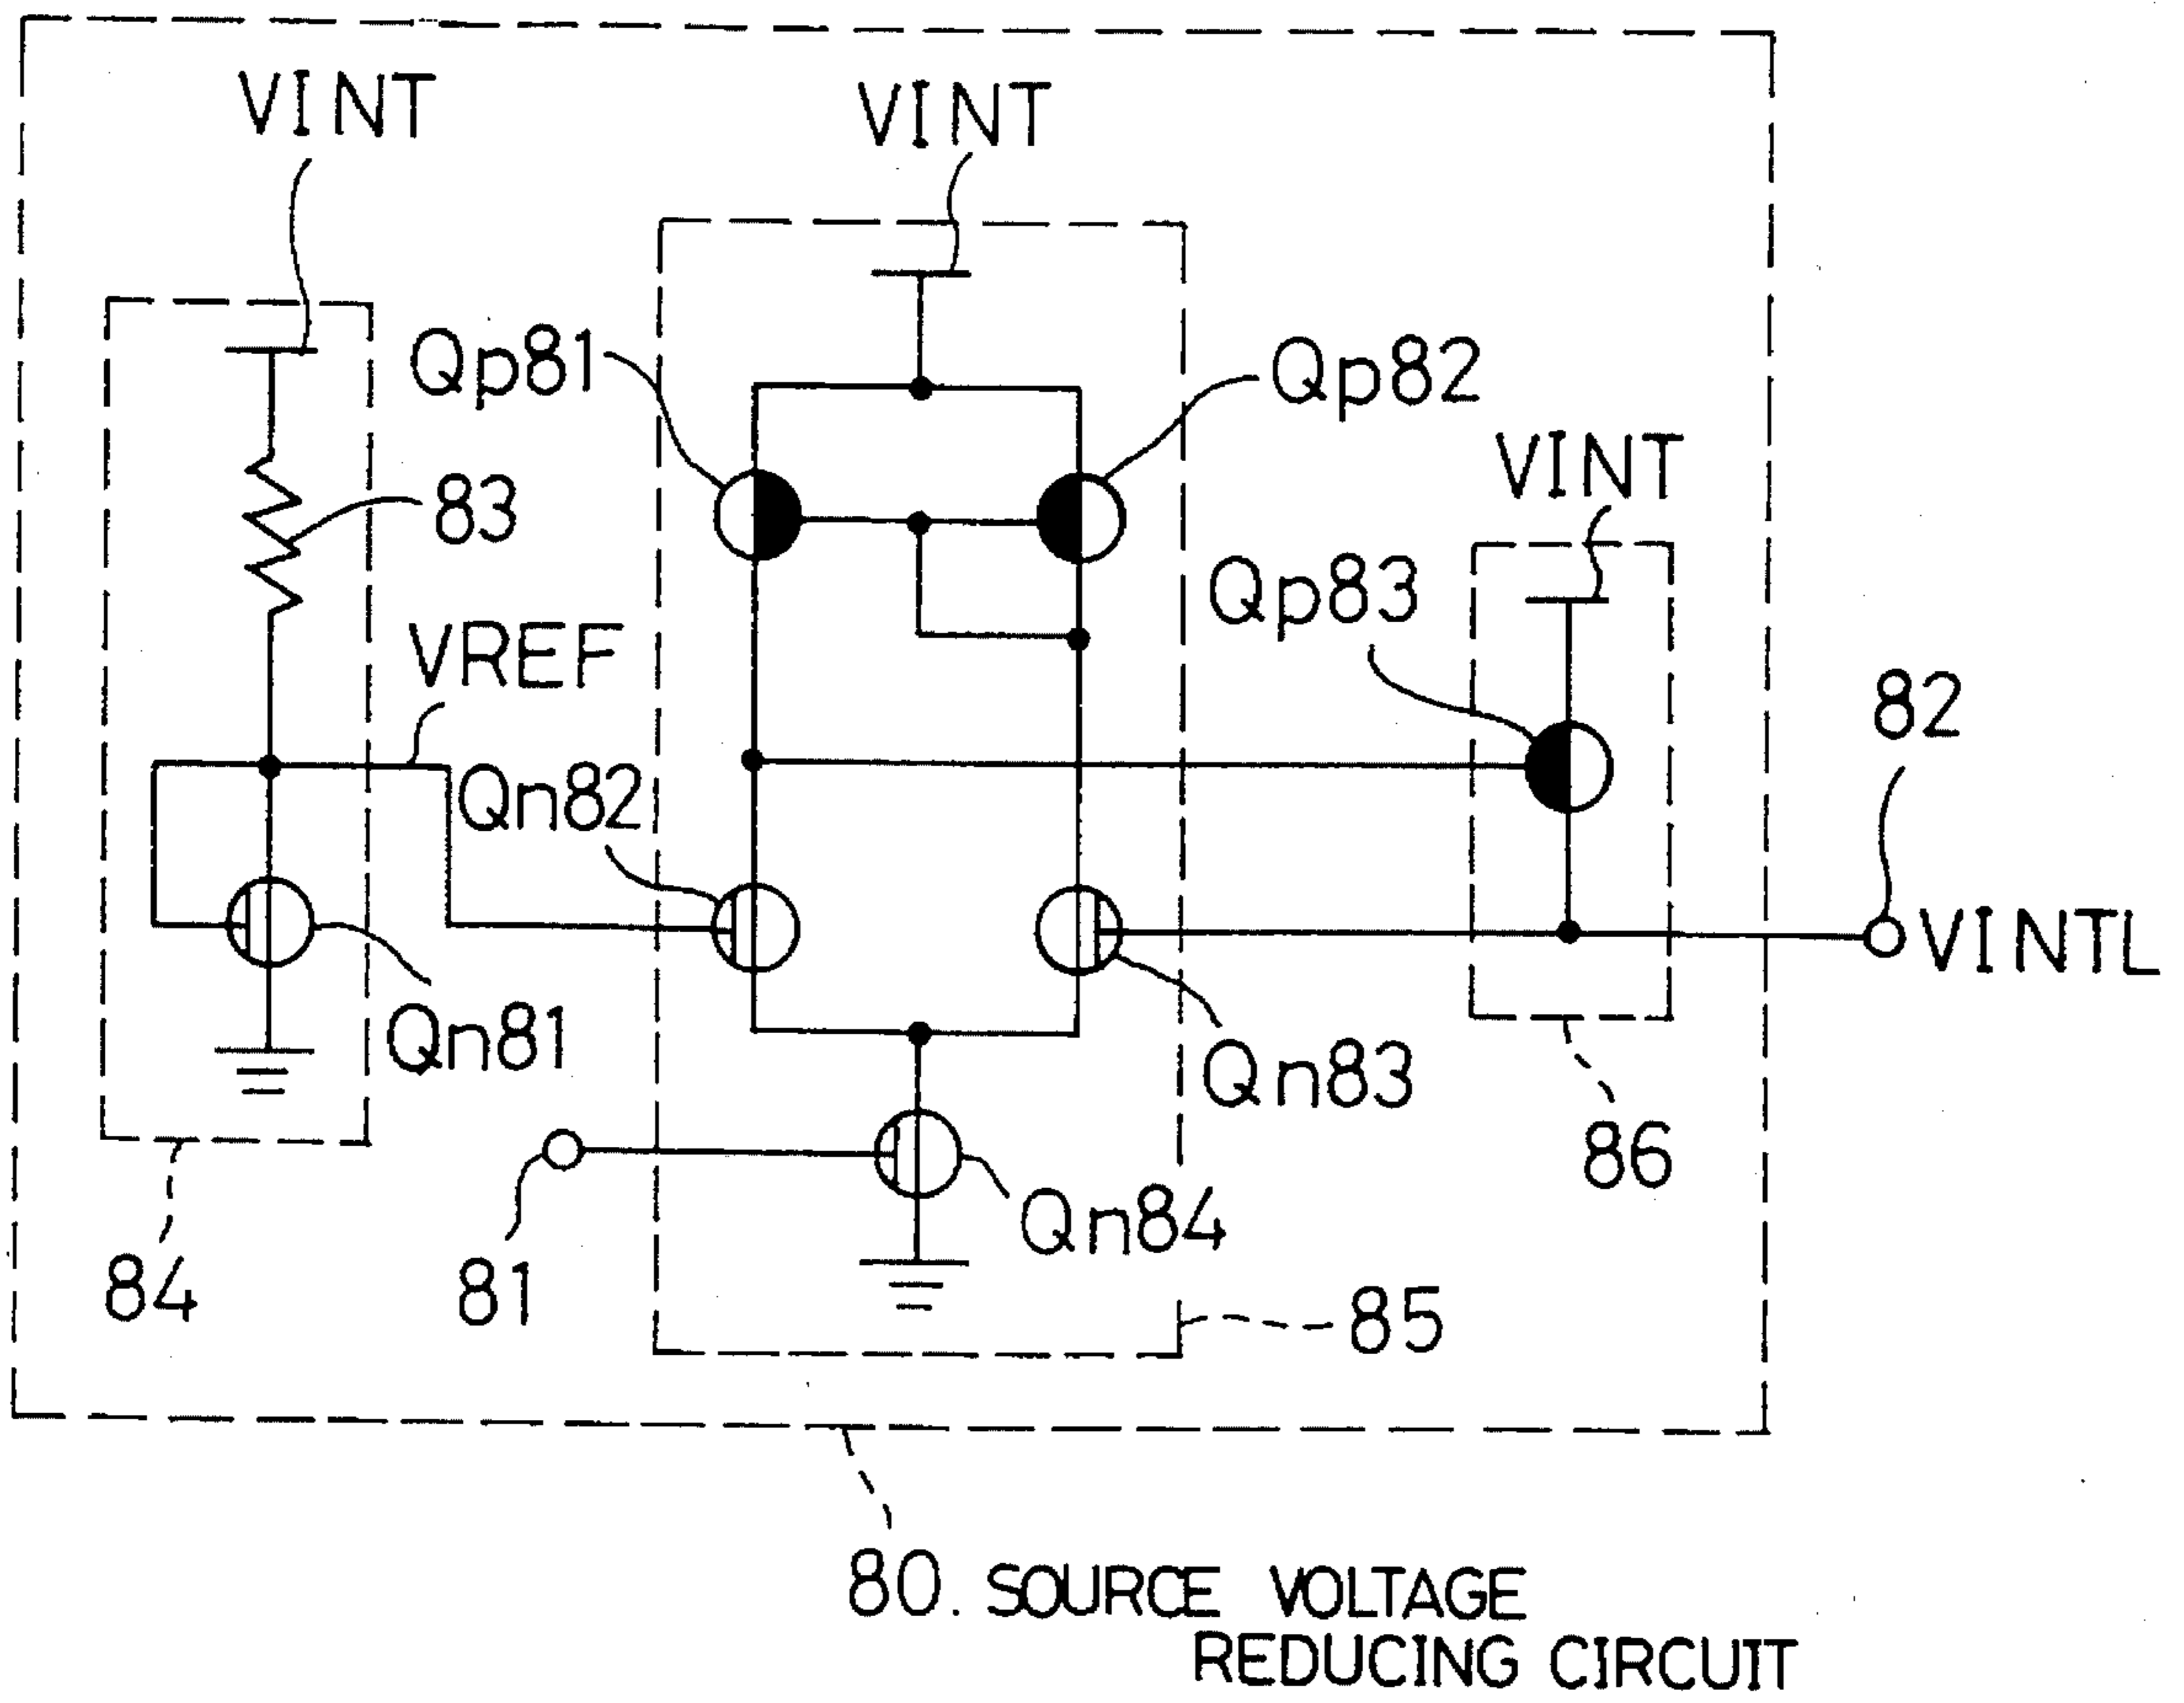 VINT
VINT
Qp81
Qp82
VINT
83
Qp83
VREF
82
Qn82
VINTL
Qn81
Qn83
86
Qn84
84
81
85
80. SOURCE VOLTAGE
REDUCING CIRCUIT